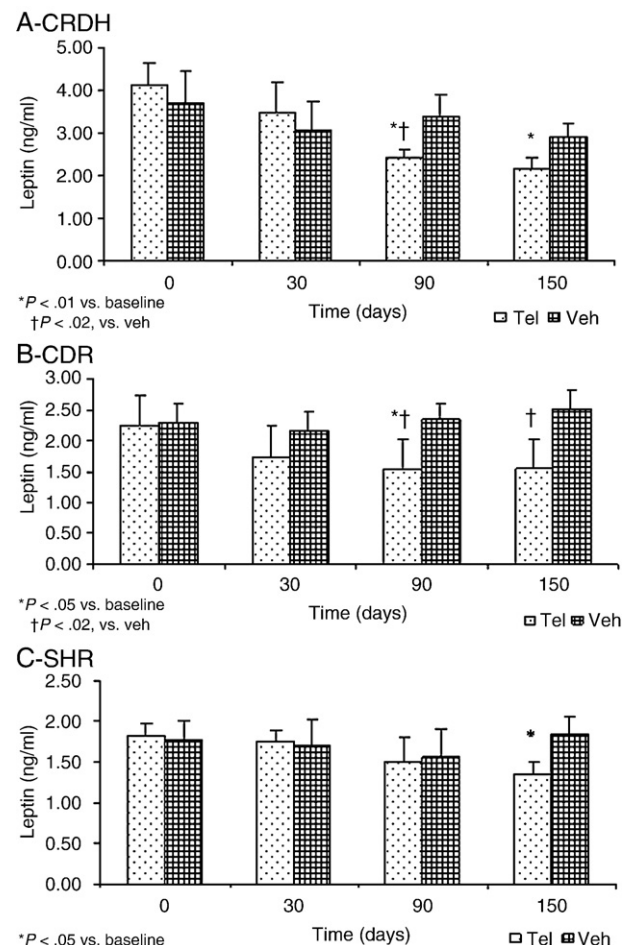 A-CRDH
5.00
4.00
3.00
2.00
1.00
0.00
Leptin (ng/ml)
*†
*
0 30 90 150
Time (days)
*P < .01 vs. baseline
†P < .02, vs. veh
Tel Veh
B-CDR
3.00
2.50
2.00
1.50
1.00
0.50
0.00
Leptin (ng/ml)
*†
†
0 30 90 150
Time (days)
*P < .05 vs. baseline
†P < .02, vs. veh
Tel Veh
C-SHR
2.50
2.00
1.50
1.00
0.50
0.00
Leptin (ng/ml)
*
0 30 90 150
Time (days)
*P < .05 vs. baseline
Tel Veh